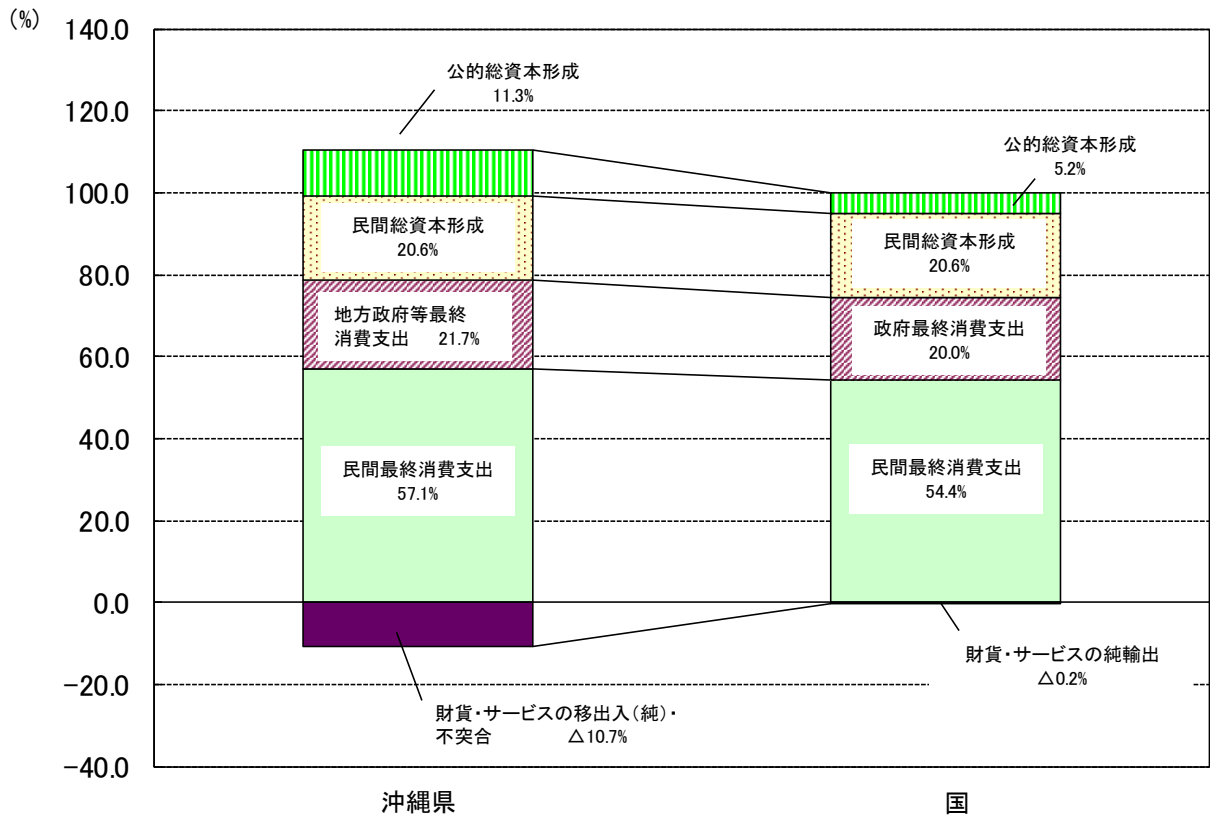 (%)
140.0
120.0
100.0
80.0
60.0
40.0
20.0
0.0
-20.0
-40.0
公的総資本形成
11.3%
民間総資本形成
20.6%
地方政府等最終
消費支出 21.7%
民間最終消費支出
57.1%
財貨・サービスの移出入(純)・
不突合 △10.7%
公的総資本形成
5.2%
民間総資本形成
20.6%
政府最終消費支出
20.0%
民間最終消費支出
54.4%
財貨・サービスの純輸出
△0.2%
沖縄県
国